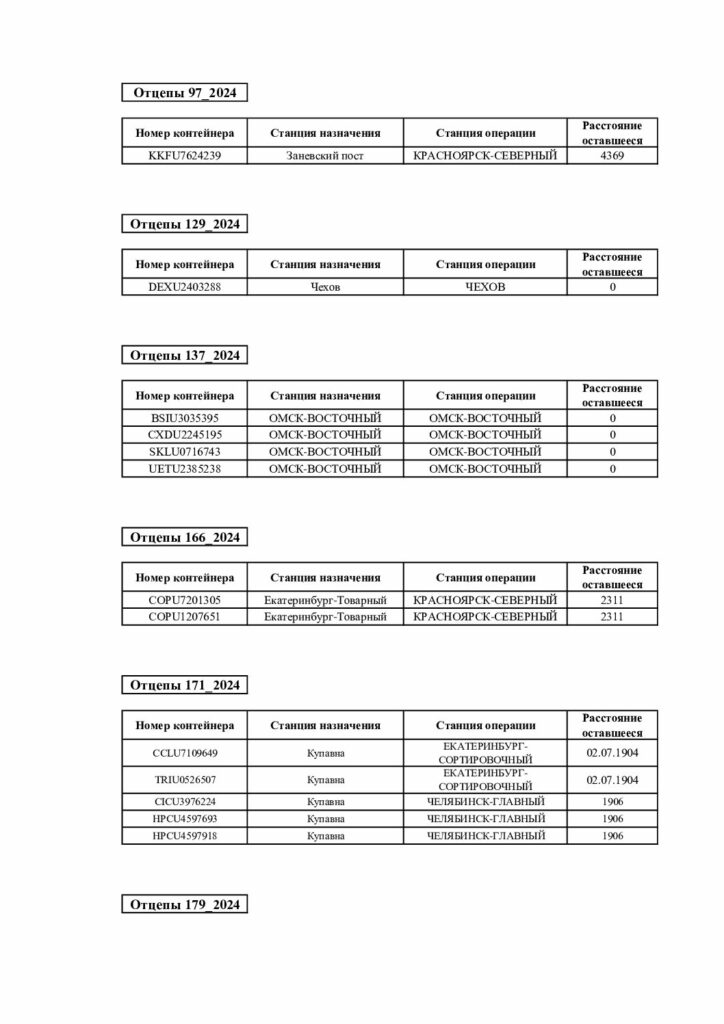 Отцепы 97_2024
Номер контейнера Станция назначения Станция операции Расстояние оставшееся
KKFU7624239 Заневский пост КРАСНОЯРСК-СЕВЕРНЫЙ 4369
Отцепы 129_2024
Номер контейнера Станция назначения Станция операции Расстояние оставшееся
DEXU2403288 Чехов ЧЕХОВ 0
Отцепы 137_2024
Номер контейнера Станция назначения Станция операции Расстояние оставшееся
BSIU3035395 ОМСК-ВОСТОЧНЫЙ ОМСК-ВОСТОЧНЫЙ 0
CXDU2245195 ОМСК-ВОСТОЧНЫЙ ОМСК-ВОСТОЧНЫЙ 0
SKLU0716743 ОМСК-ВОСТОЧНЫЙ ОМСК-ВОСТОЧНЫЙ 0
UETU2385238 ОМСК-ВОСТОЧНЫЙ ОМСК-ВОСТОЧНЫЙ 0
Отцепы 166_2024
Номер контейнера Станция назначения Станция операции Расстояние оставшееся
COPU7201305 Екатеринбург-Товарный КРАСНОЯРСК-СЕВЕРНЫЙ 2311
COPU1207651 Екатеринбург-Товарный КРАСНОЯРСК-СЕВЕРНЫЙ 2311
Отцепы 171_2024
Номер контейнера Станция назначения Станция операции Расстояние оставшееся
CCLU7109649 Купавна ЕКАТЕРИНБУРГ-СОРТИРОВОЧНЫЙ 02.07.1904
TRIU0526507 Купавна ЕКАТЕРИНБУРГ-СОРТИРОВОЧНЫЙ 02.07.1904
CICU3976224 Купавна ЧЕЛЯБИНСК-ГЛАВНЫЙ 1906
HPCU4597693 Купавна ЧЕЛЯБИНСК-ГЛАВНЫЙ 1906
HPCU4597918 Купавна ЧЕЛЯБИНСК-ГЛАВНЫЙ 1906
Отцепы 179_2024